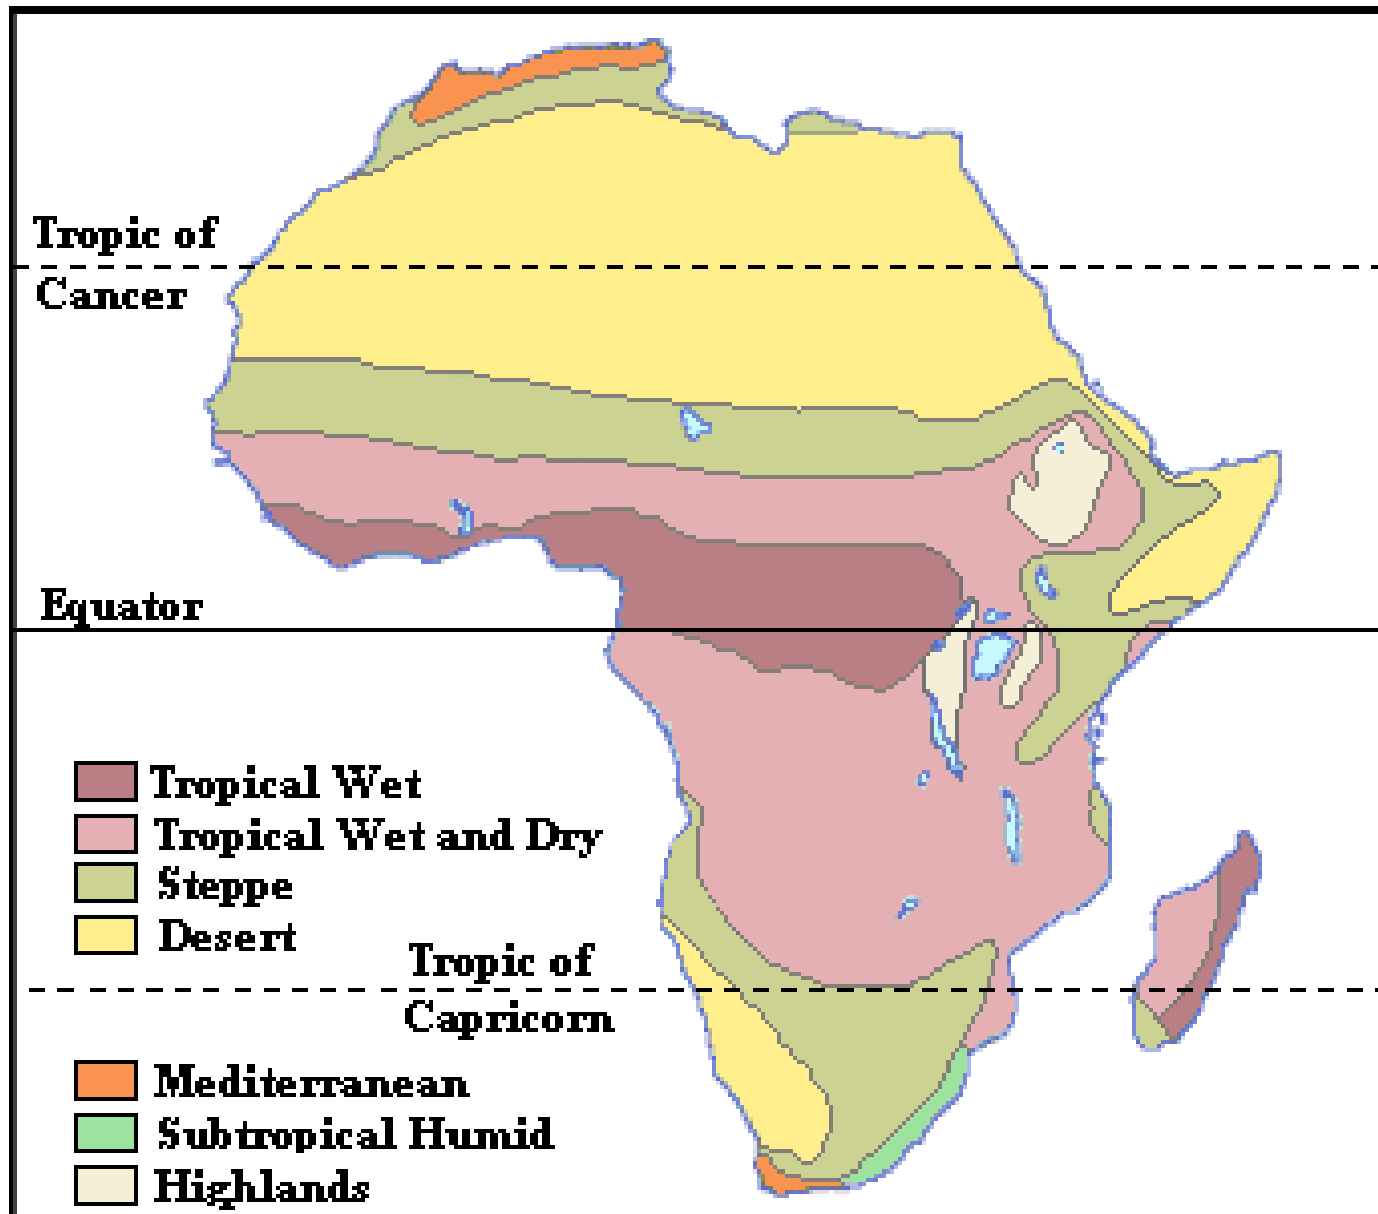 Tropic of
Cancer
Equator
Tropical Wet
Tropical Wet and Dry
Steppe
Desert
Tropic of
Capricorn
Mediterranean
Subtropical Humid
Highlands